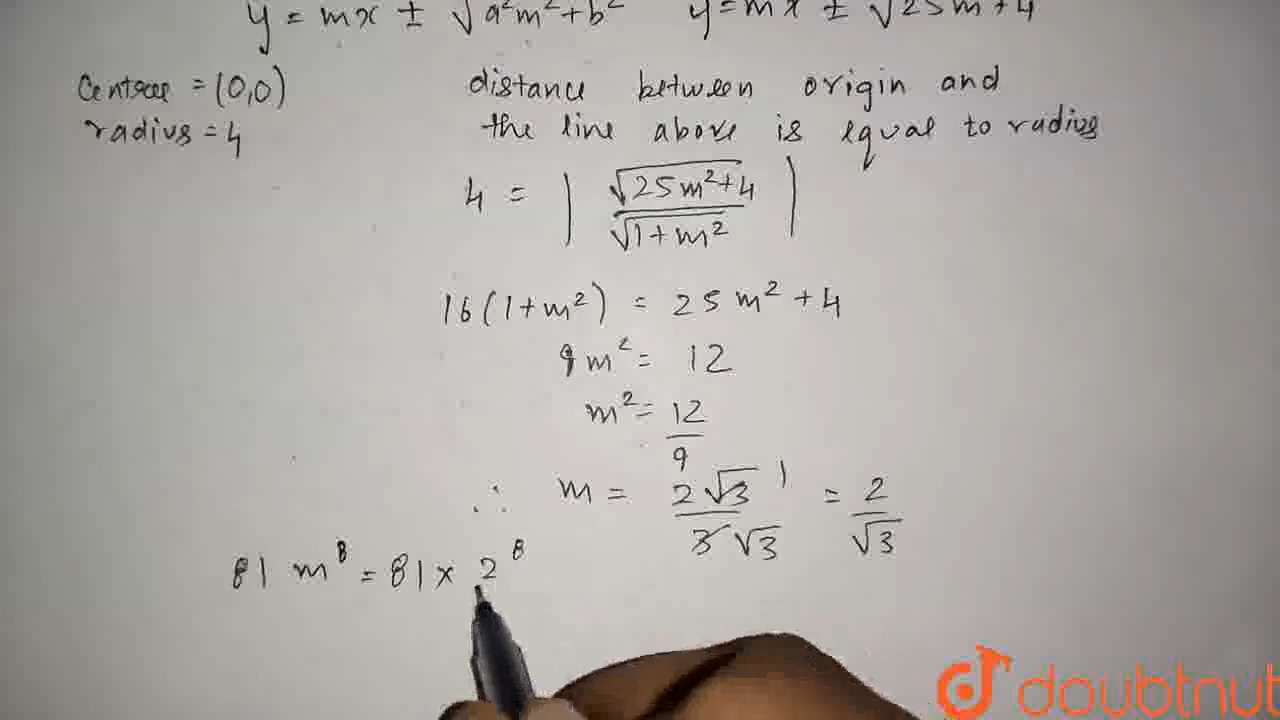 y = mx ± √a²m²+b² y = mx ± √25m²+4
Centree = (0,0) distance between origin and
radius = 4 the line above is equal to radius
4 = | √25m²+4 / √1+m² |
16(1+m²) = 25m²+4
9m² = 12
m² = 12/9
∴ m = 2√3 1 / 3√3 = 2/√3
81 m⁸ = 81 × 2⁸
doubtnut